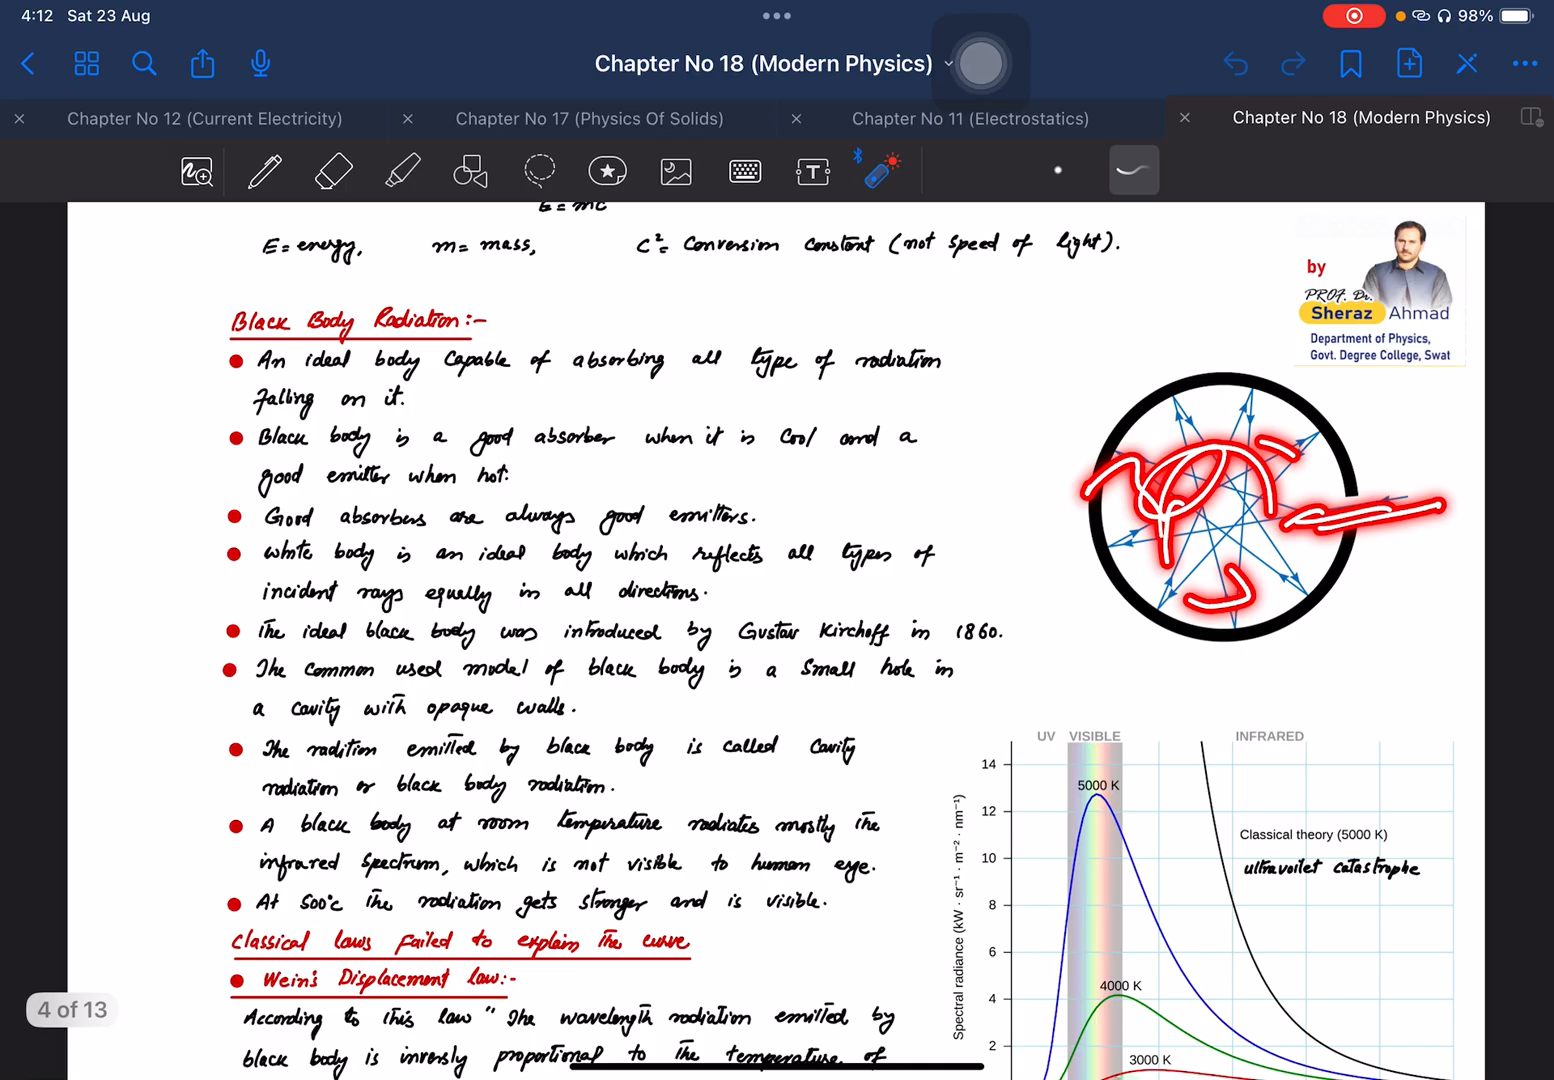 4:12 Sat 23 Aug
98%
Chapter No 18 (Modern Physics)
Chapter No 12 (Current Electricity)
Chapter No 17 (Physics Of Solids)
Chapter No 11 (Electrostatics)
Chapter No 18 (Modern Physics)
E = mc
E = energy, m = mass, C²= Conversion constant (not speed of light).
by
PROF. Dr.
Sheraz Ahmad
Department of Physics,
Govt. Degree College, Swat
Black Body Radiation:-
An ideal body capable of absorbing all type of radiation
falling on it.
Black body is a good absorber when it is cool and a
good emitter when hot.
Good absorbers are always good emitters.
White body is an ideal body which reflects all types of
incident rays equally in all directions.
The ideal black body was introduced by Gustav Kirchoff in 1860.
The common used model of black body is a small hole in
a cavity with opaque walls.
The radition emitted by black body is called cavity
radiation or black body radiation.
A black body at room temperature radiates mostly the
infrared spectrum, which is not visible to human eye.
At 500°c the radiation gets stronger and is visible.
Classical laws failed to explain the curve
Wein's Displacement law:-
According to this law " The wavelength radiation emitted by
black body is inversly proportional to the temperature of
UV VISIBLE INFRARED
14
12
10
8
6
4
2
Spectral radiance (kW · sr⁻¹ · m⁻² · nm⁻¹)
5000 K
4000 K
3000 K
Classical theory (5000 K)
ultravoilet catastrophe
4 of 13